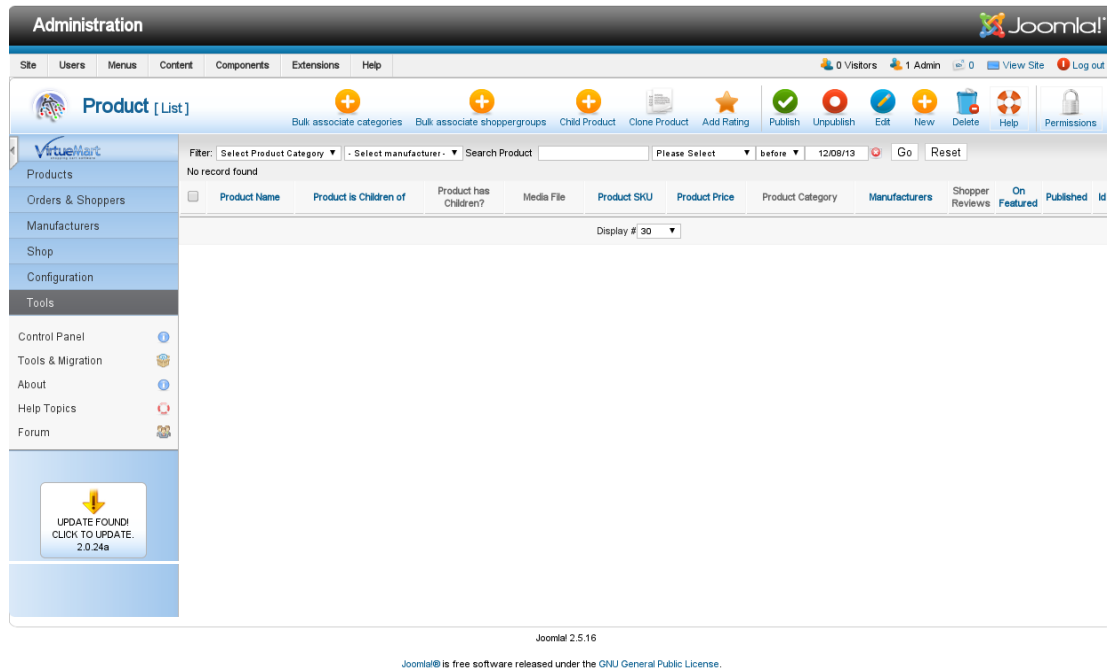 Administration
Joomla!
Site Users Menus Content Components Extensions Help
0 Visitors 1 Admin 0 View Site Log out
Product [ List ]
Bulk associate categories Bulk associate shoppergroups Child Product Clone Product Add Rating Publish Unpublish Edit New Delete Help Permissions
VirtueMart
Filter: Select Product Category ▼ - Select manufacturer - ▼ Search Product Please Select ▼ before ▼ 12/08/13 Go Reset
No record found
Product Name Product is Children of Product has Children? Media File Product SKU Product Price Product Category Manufacturers Shopper Reviews On Featured Published Id
Display # 30 ▼
Products
Orders & Shoppers
Manufacturers
Shop
Configuration
Tools
Control Panel
Tools & Migration
About
Help Topics
Forum
UPDATE FOUND!
CLICK TO UPDATE.
2.0.24a
Joomla! 2.5.16
Joomla!® is free software released under the GNU General Public License.